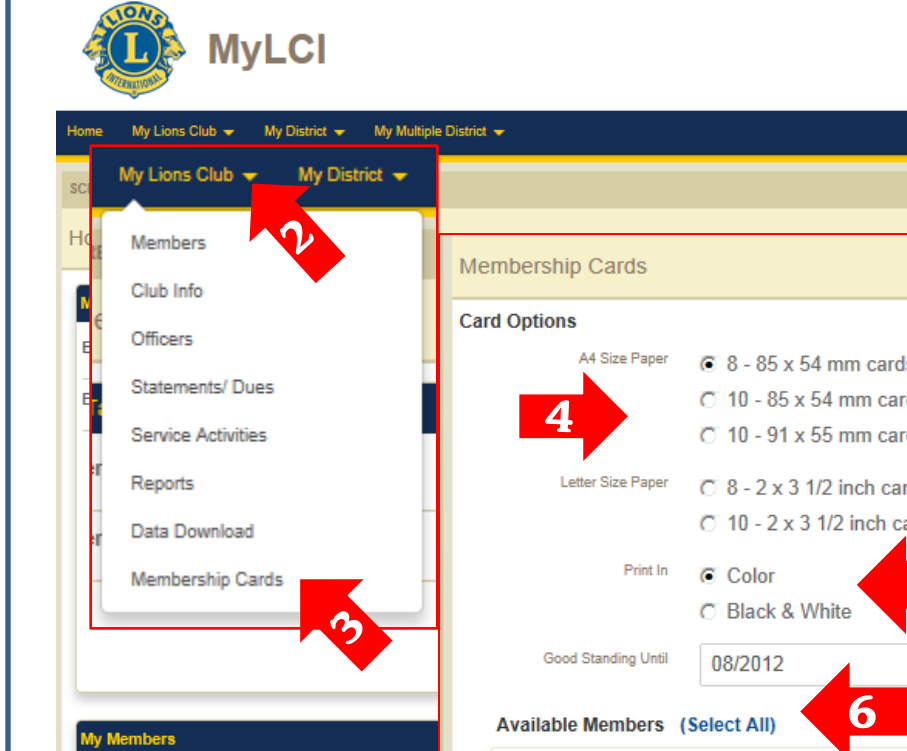 LIONS
L
INTERNATIONAL
MyLCI
Home My Lions Club My District My Multiple District
My Lions Club My District
2
Members
Club Info
Officers
Statements/ Dues
Service Activities
Reports
Data Download
Membership Cards
3
My Members
Membership Cards
Card Options
A4 Size Paper
8 - 85 x 54 mm cards
10 - 85 x 54 mm car
10 - 91 x 55 mm car
4
Letter Size Paper
8 - 2 x 3 1/2 inch car
10 - 2 x 3 1/2 inch ca
Print In
Color
Black & White
Good Standing Until
08/2012
Available Members (Select All)
6